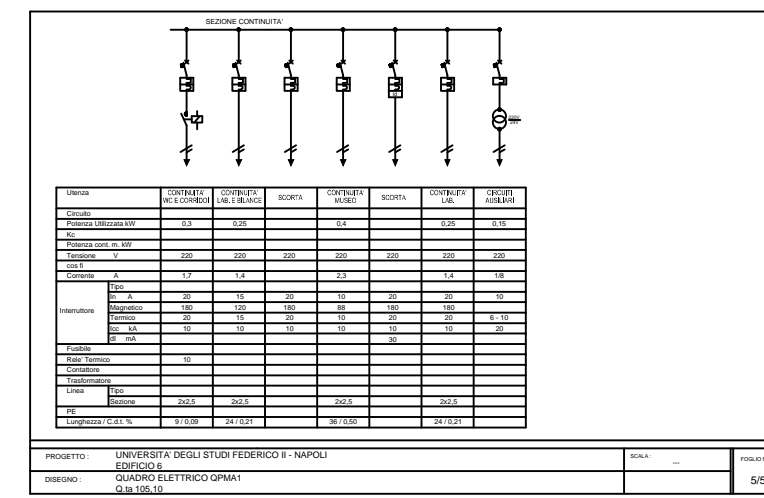 SEZIONE CONTINUITA'
Id
220V
24V
Utenza CONTINUITA' WC E CORRIDOI CONTINUITA' LAB. E BILANCE SCORTA CONTINUITA' MUSEO SCORTA CONTINUITA' LAB. CIRCUITI AUSILIARI
Circuito
Potenza Utilizzata kW 0,3 0,25 0,4 0,25 0,15
Kc
Potenza cont. m. kW
Tensione V 220 220 220 220 220 220 220
cos fi
Corrente A 1,7 1,4 2,3 1,4 1/8
Interruttore
Tipo
In A 20 15 20 10 20 20 10
Magnetico 180 120 180 88 180 180
Termico 20 15 20 10 20 20 6 - 10
Icc kA 10 10 10 10 10 10 20
dI mA 30
Fusibile
Rele' Termico 10
Contattore
Trasformatore
Linea Tipo
Sezione 2x2,5 2x2,5 2x2,5 2x2,5
PE
Lunghezza / C.d.t. % 9 / 0,09 24 / 0,21 36 / 0,50 24 / 0,21
PROGETTO : UNIVERSITA' DEGLI STUDI FEDERICO II - NAPOLI
EDIFICIO 6
SCALA :
---
FOGLIO N
5/5
DISEGNO : QUADRO ELETTRICO QPMA1
Q.ta 105,10